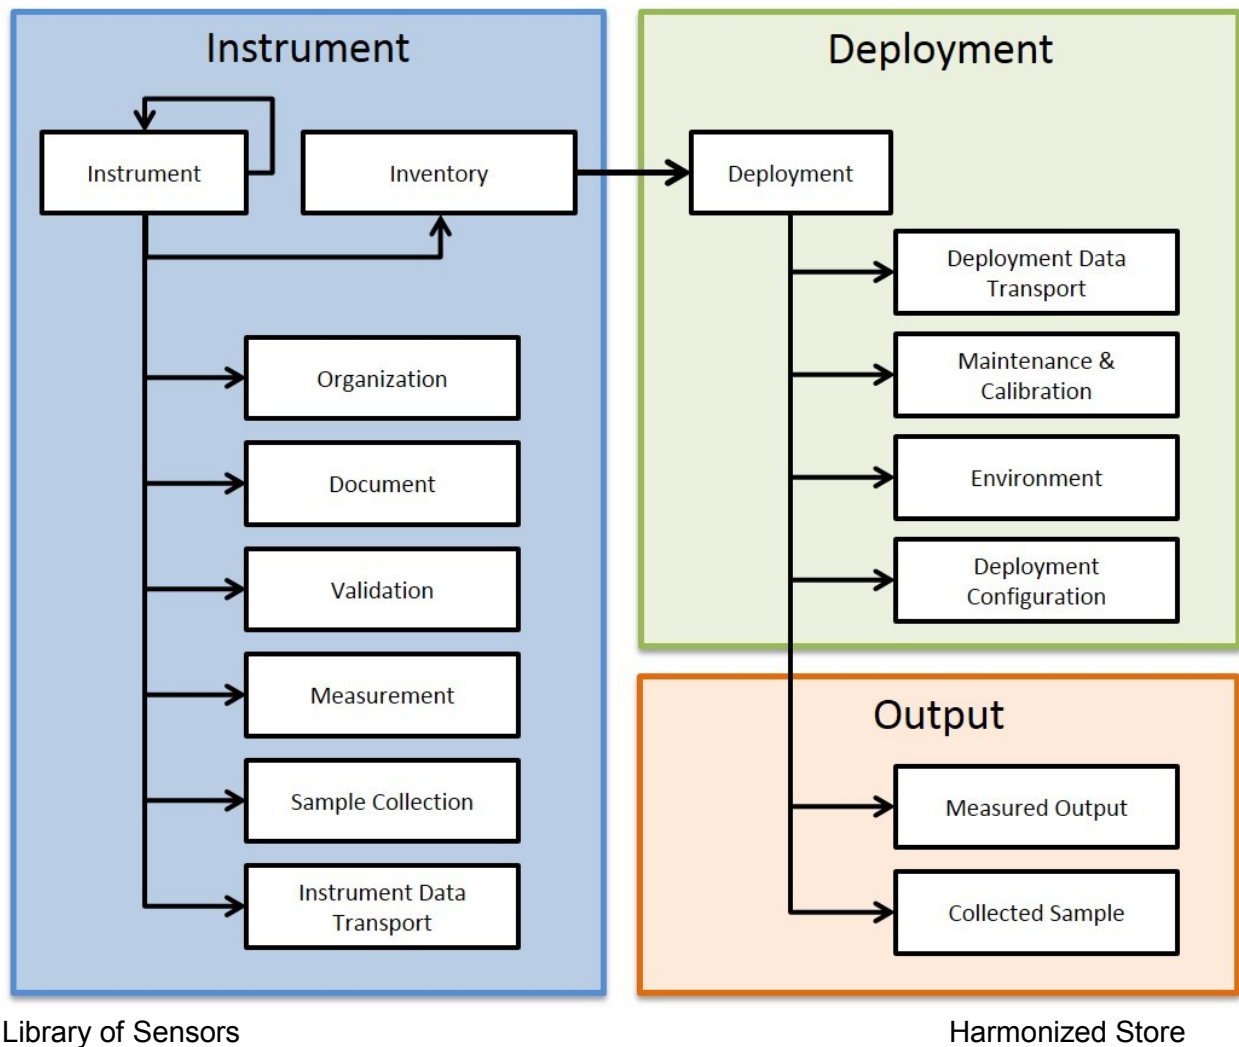 Instrument
Instrument
Inventory
Organization
Document
Validation
Measurement
Sample Collection
Instrument Data
Transport
Deployment
Deployment
Deployment Data
Transport
Maintenance &
Calibration
Environment
Deployment
Configuration
Output
Measured Output
Collected Sample
Library of Sensors
Harmonized Store